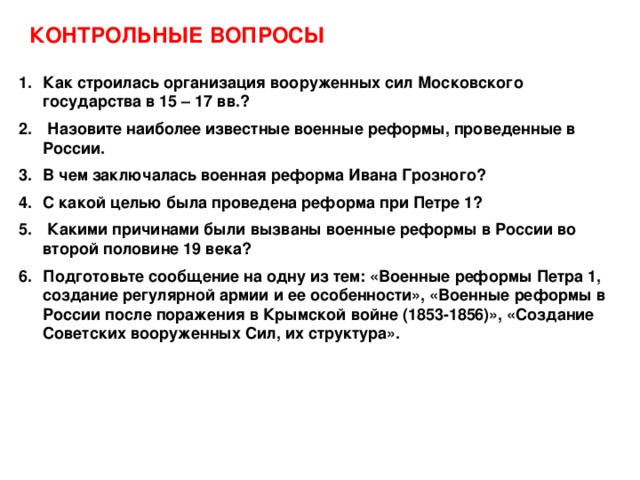 КОНТРОЛЬНЫЕ ВОПРОСЫ
1. Как строилась организация вооруженных сил Московского
государства в 15 – 17 вв.?
2. Назовите наиболее известные военные реформы, проведенные в
России.
3. В чем заключалась военная реформа Ивана Грозного?
4. С какой целью была проведена реформа при Петре 1?
5. Какими причинами были вызваны военные реформы в России во
второй половине 19 века?
6. Подготовьте сообщение на одну из тем: «Военные реформы Петра 1,
создание регулярной армии и ее особенности», «Военные реформы в
России после поражения в Крымской войне (1853-1856)», «Создание
Советских вооруженных Сил, их структура».